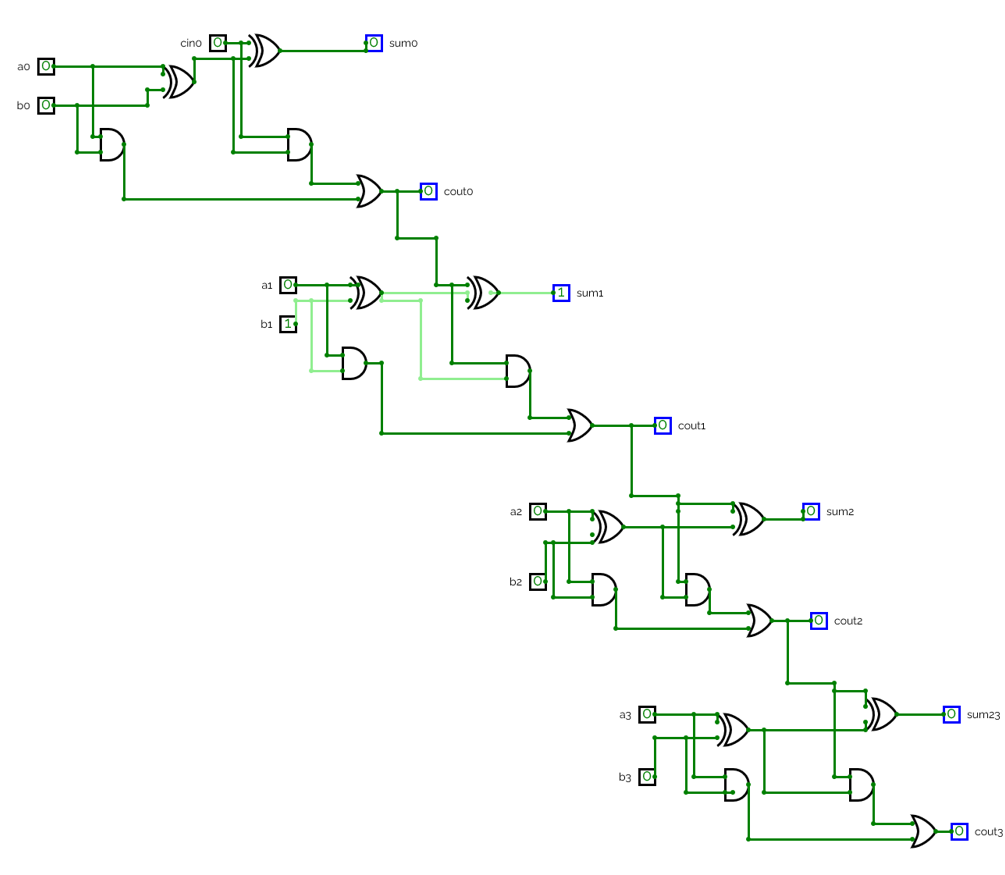 cin0 0 0 sum0
a0 0
b0 0
0 cout0
a1 0 1 sum1
b1 1
0 cout1
a2 0 0 sum2
b2 0
0 cout2
a3 0 0 sum23
b3 0
0 cout3